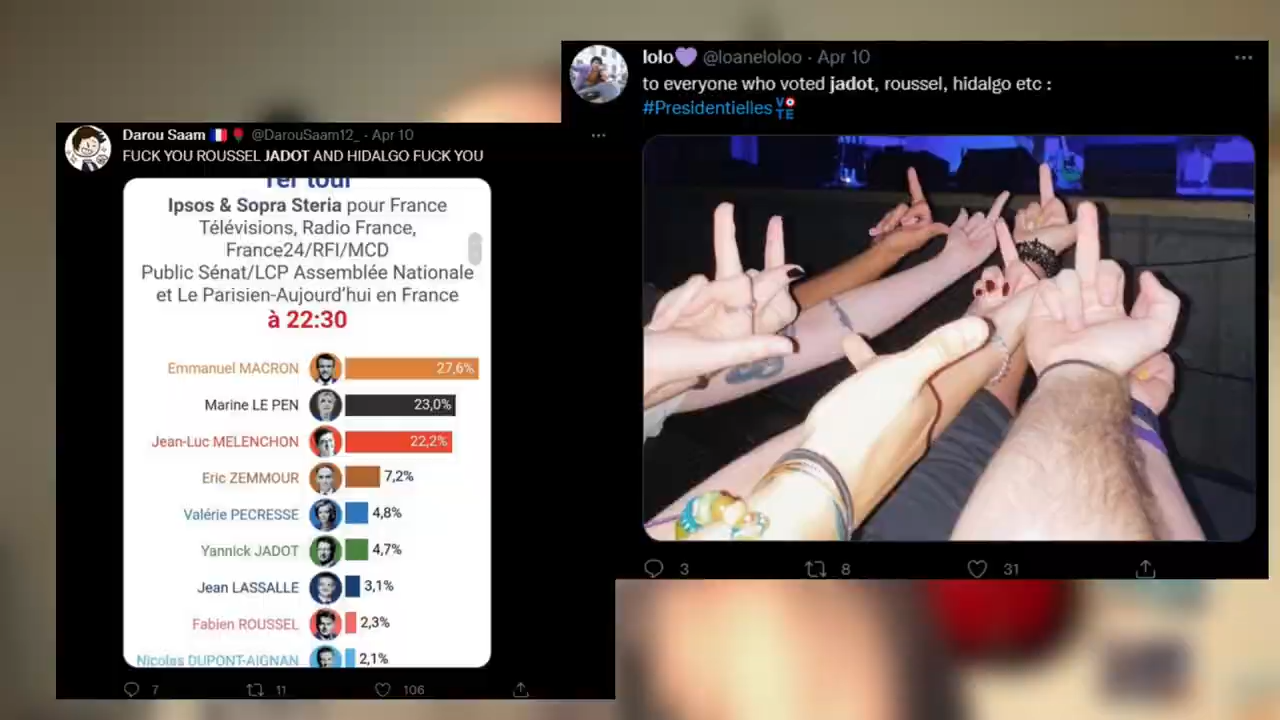 Darou Saam @DarouSaam12_ · Apr 10
FUCK YOU ROUSSEL JADOT AND HIDALGO FUCK YOU
1er tour
Ipsos & Sopra Steria pour France
Télévisions, Radio France,
France24/RFI/MCD
Public Sénat/LCP Assemblée Nationale
et Le Parisien-Aujourd'hui en France
à 22:30
Emmanuel MACRON 27,6%
Marine LE PEN 23,0%
Jean-Luc MELENCHON 22,2%
Eric ZEMMOUR 7,2%
Valérie PECRESSE 4,8%
Yannick JADOT 4,7%
Jean LASSALLE 3,1%
Fabien ROUSSEL 2,3%
Nicolas DUPONT-AIGNAN 2,1%
7 11 106
lolo💜 @loaneloloo · Apr 10
to everyone who voted jadot, roussel, hidalgo etc :
#Presidentielles VOTE
3 8 31